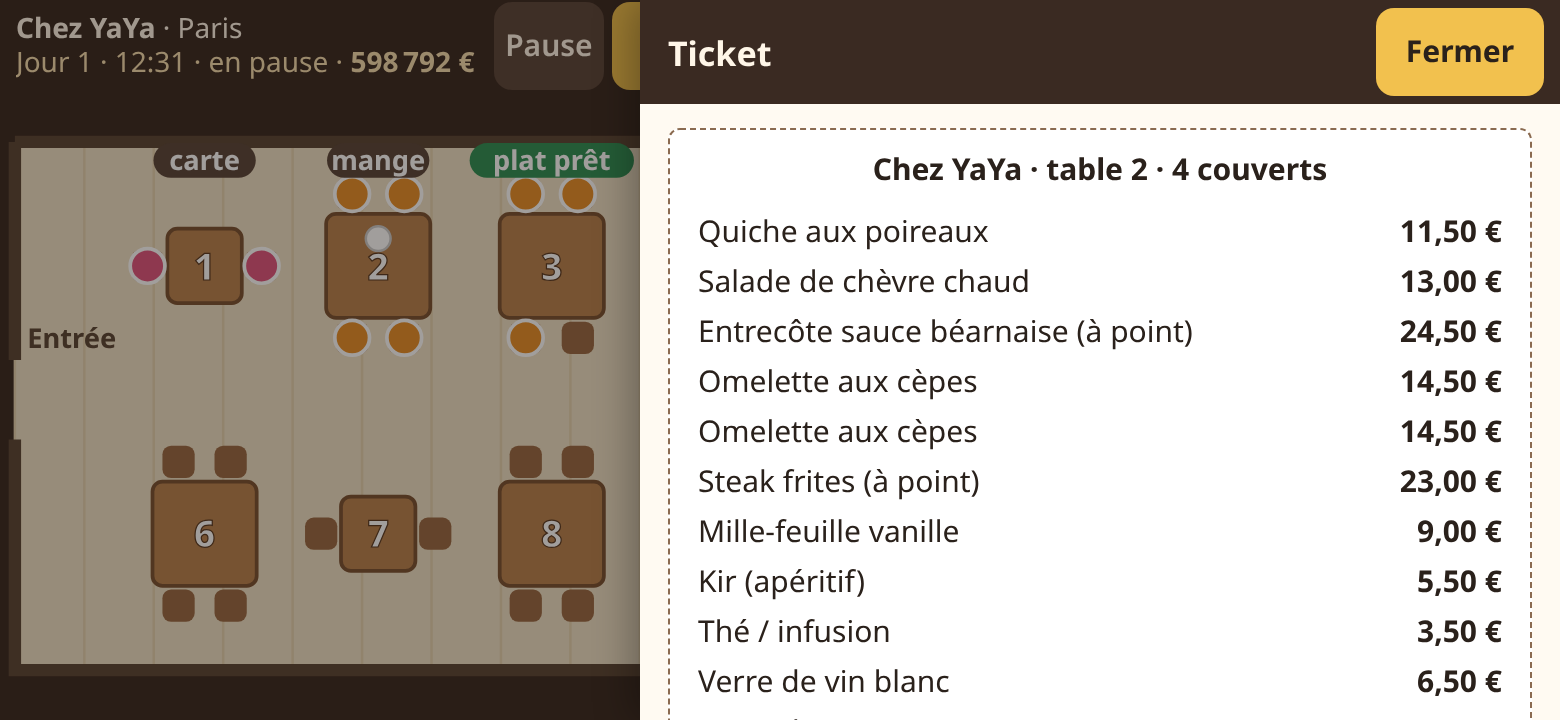 Chez YaYa · Paris
Jour 1 · 12:31 · en pause · 598 792 €
Pause
Ticket
Fermer
carte
mange
plat prêt
1
2
3
Entrée
6
7
8
Chez YaYa · table 2 · 4 couverts
Quiche aux poireaux 11,50 €
Salade de chèvre chaud 13,00 €
Entrecôte sauce béarnaise (à point) 24,50 €
Omelette aux cèpes 14,50 €
Omelette aux cèpes 14,50 €
Steak frites (à point) 23,00 €
Mille-feuille vanille 9,00 €
Kir (apéritif) 5,50 €
Thé / infusion 3,50 €
Verre de vin blanc 6,50 €